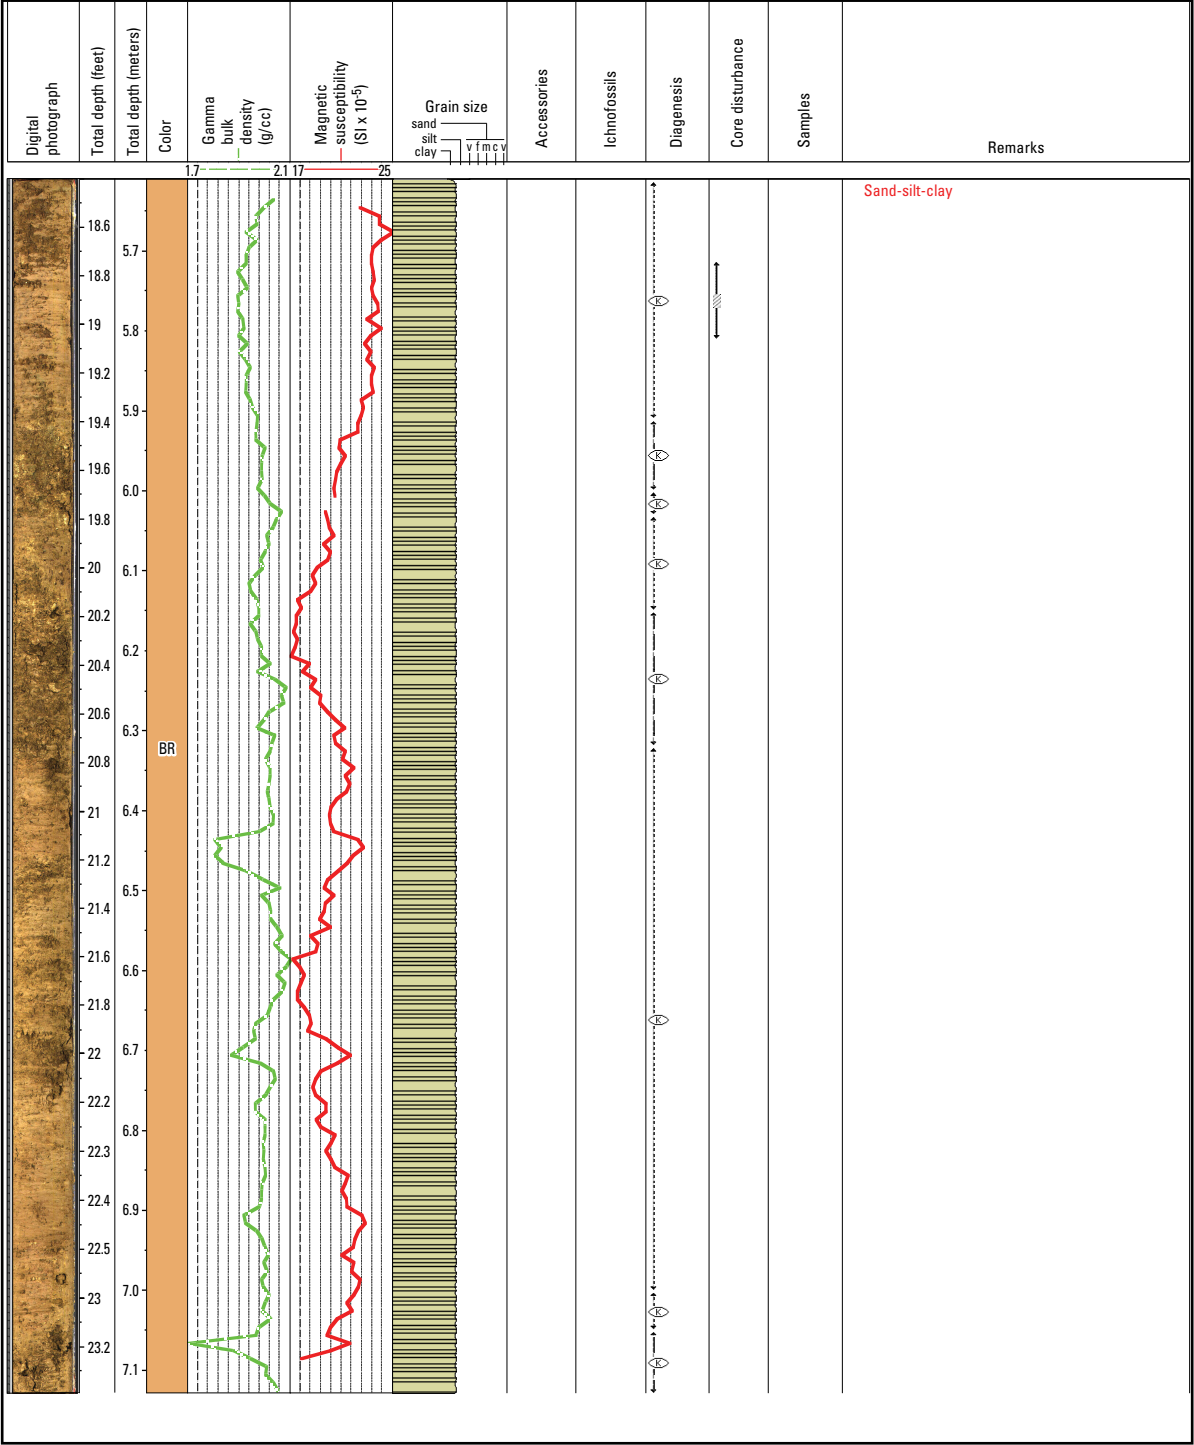 Digital
photograph
Total depth (feet)
Total depth (meters)
Color
Gamma
bulk
density
(g/cc)
Magnetic
susceptibility
(SI x 10-5)
Grain size
sand
silt
clay
v f m c v
Accessories
Ichnofossils
Diagenesis
Core disturbance
Samples
Remarks
1.7 2.1 17 25
Sand-silt-clay
18.6
5.7
18.8
K
19
5.8
19.2
5.9
19.4
K
19.6
6.0
K
19.8
K
20
6.1
20.2
6.2
20.4
K
20.6
6.3
BR
20.8
21
6.4
21.2
6.5
21.4
21.6
6.6
21.8
K
6.7
22
22.2
6.8
22.3
22.4
6.9
22.5
7.0
23
K
23.2
K
7.1